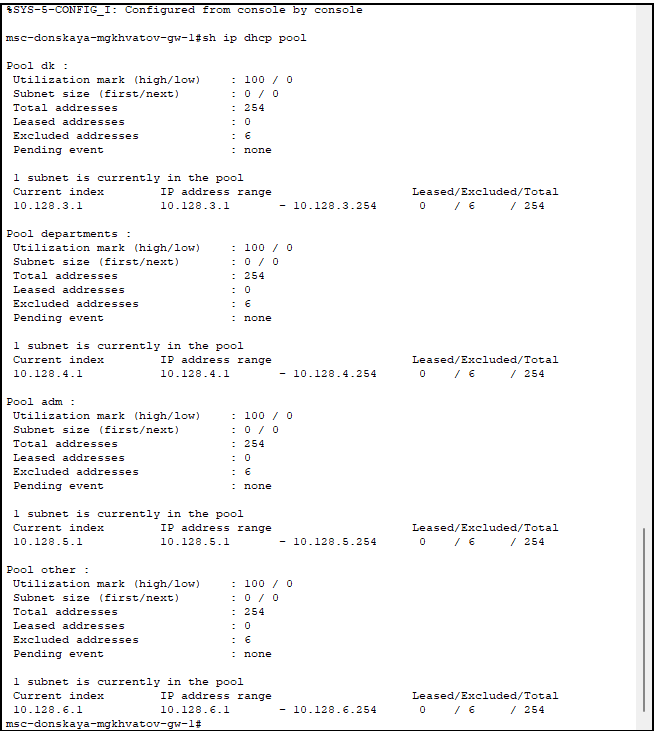 %SYS-5-CONFIG_I: Configured from console by console
msc-donskaya-mgkhvatov-gw-1#sh ip dhcp pool
Pool dk :
Utilization mark (high/low) : 100 / 0
Subnet size (first/next) : 0 / 0
Total addresses : 254
Leased addresses : 0
Excluded addresses : 6
Pending event : none
1 subnet is currently in the pool
Current index IP address range Leased/Excluded/Total
10.128.3.1 10.128.3.1 - 10.128.3.254 0 / 6 / 254
Pool departments :
Utilization mark (high/low) : 100 / 0
Subnet size (first/next) : 0 / 0
Total addresses : 254
Leased addresses : 0
Excluded addresses : 6
Pending event : none
1 subnet is currently in the pool
Current index IP address range Leased/Excluded/Total
10.128.4.1 10.128.4.1 - 10.128.4.254 0 / 6 / 254
Pool adm :
Utilization mark (high/low) : 100 / 0
Subnet size (first/next) : 0 / 0
Total addresses : 254
Leased addresses : 0
Excluded addresses : 6
Pending event : none
1 subnet is currently in the pool
Current index IP address range Leased/Excluded/Total
10.128.5.1 10.128.5.1 - 10.128.5.254 0 / 6 / 254
Pool other :
Utilization mark (high/low) : 100 / 0
Subnet size (first/next) : 0 / 0
Total addresses : 254
Leased addresses : 0
Excluded addresses : 6
Pending event : none
1 subnet is currently in the pool
Current index IP address range Leased/Excluded/Total
10.128.6.1 10.128.6.1 - 10.128.6.254 0 / 6 / 254
msc-donskaya-mgkhvatov-gw-1#